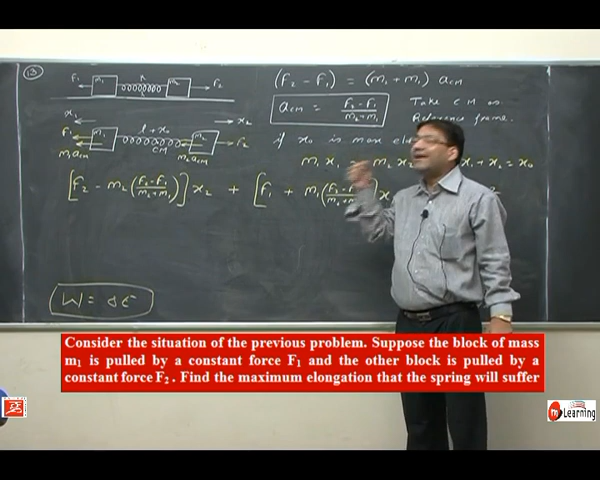 (13)
F₁ m₁ k m₂ F₂
(F₂ - F₁) = (m₁ + m₂) a_CM
x₁ x₂
a_CM = (F₂ - F₁)/(m₁ + m₂)
Take CM as
Reference frame.
F₁ m₁ l + x₀ m₂ F₂
m₁a_CM CM m₂a_CM
if x₀ is max
m₁ x₁ m₂ x₂ x₁ + x₂ = x₀
[F₂ - m₂((F₂ - F₁)/(m₂ + m₁))] x₂ + [F₁ + m₁
W = ΔE
Consider the situation of the previous problem. Suppose the block of mass
m₁ is pulled by a constant force F₁ and the other block is pulled by a
constant force F₂ . Find the maximum elongation that the spring will suffer
m Learning